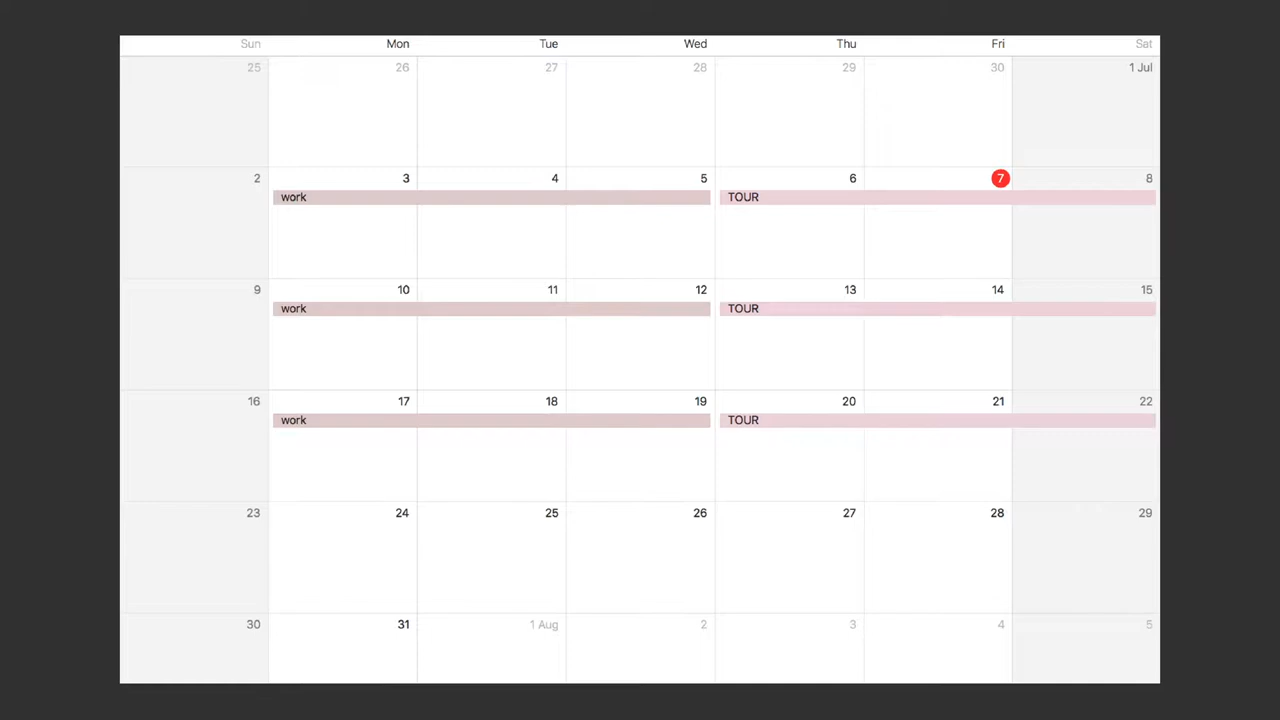 Sun Mon Tue Wed Thu Fri Sat
25 26 27 28 29 30 1 Jul
2 3 4 5 6 7 8
work TOUR
9 10 11 12 13 14 15
work TOUR
16 17 18 19 20 21 22
work TOUR
23 24 25 26 27 28 29
30 31 1 Aug 2 3 4 5